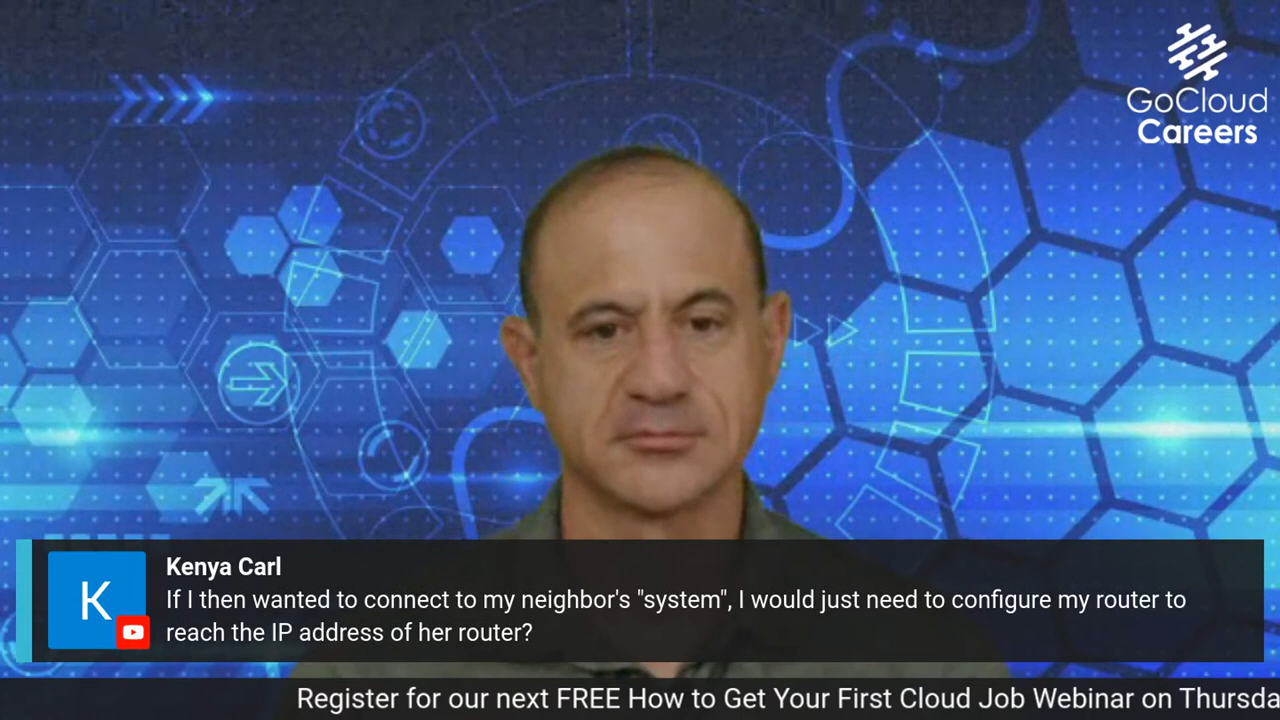 GoCloud
Careers
K
Kenya Carl
If I then wanted to connect to my neighbor's "system", I would just need to configure my router to
reach the IP address of her router?
Register for our next FREE How to Get Your First Cloud Job Webinar on Thursda